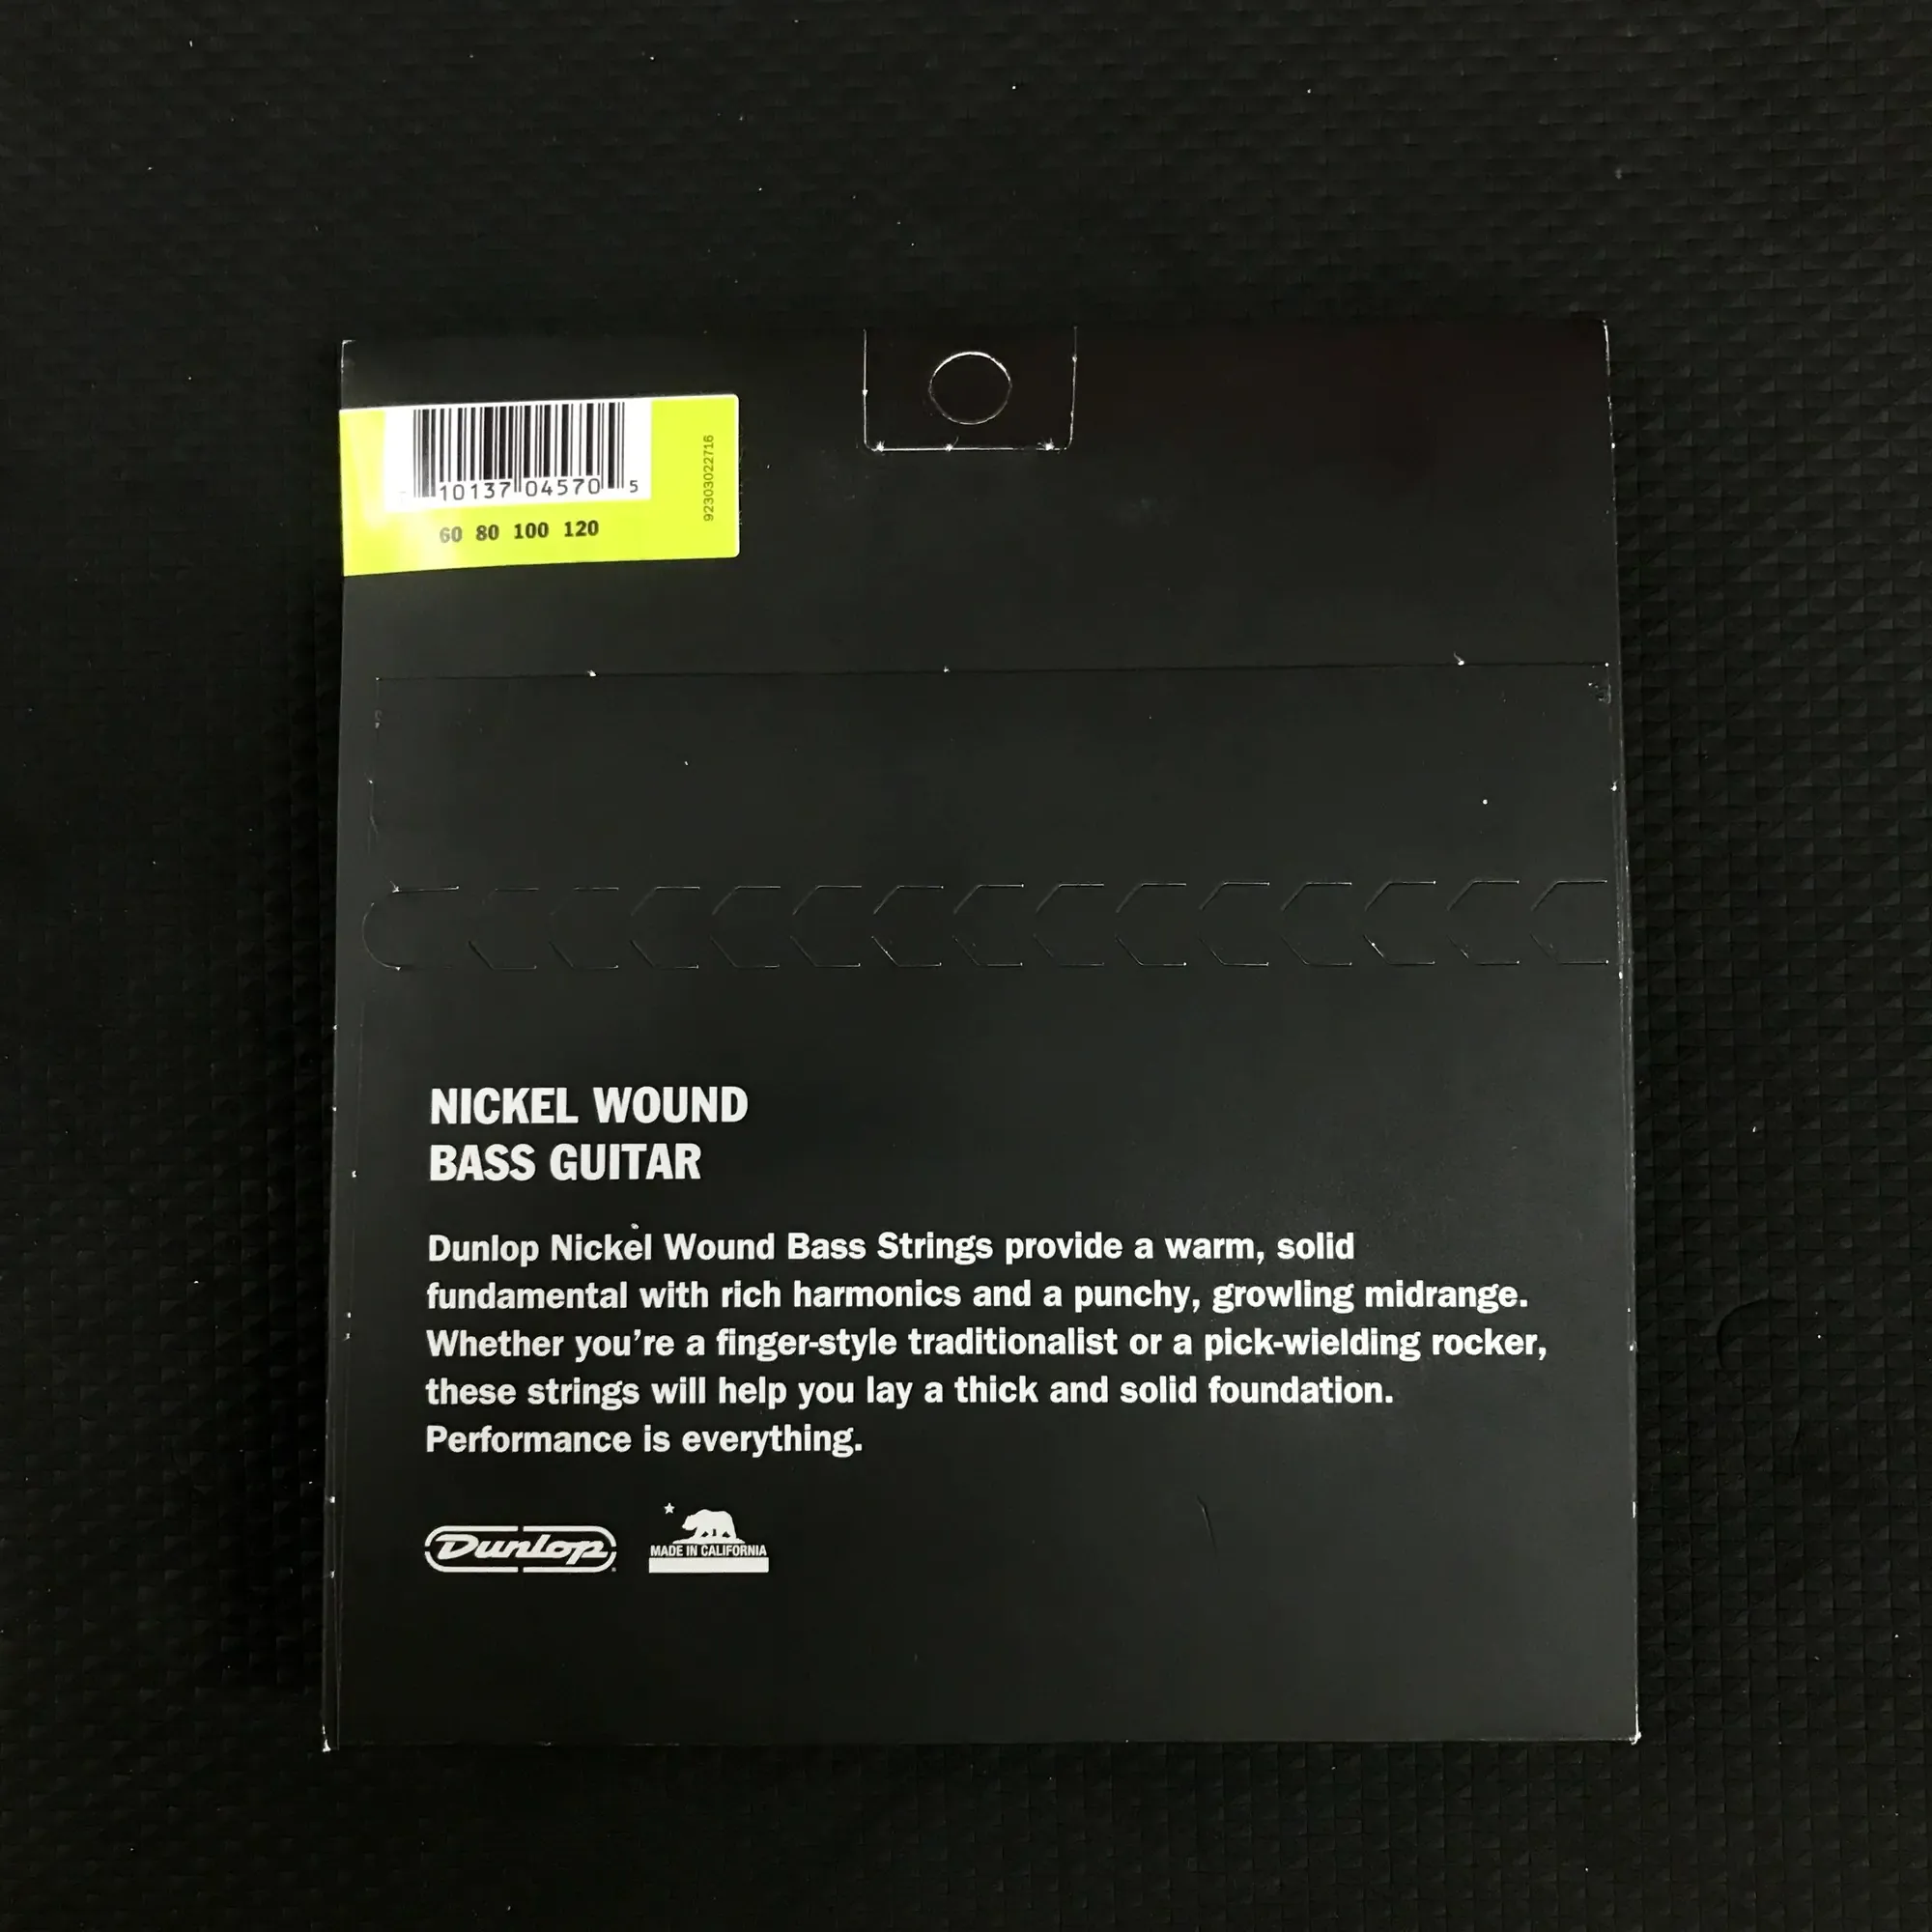 10137 04570 5
60 80 100 120
92303022716
NICKEL WOUND
BASS GUITAR
Dunlop Nickel Wound Bass Strings provide a warm, solid
fundamental with rich harmonics and a punchy, growling midrange.
Whether you’re a finger-style traditionalist or a pick-wielding rocker,
these strings will help you lay a thick and solid foundation.
Performance is everything.
Dunlop
MADE IN CALIFORNIA